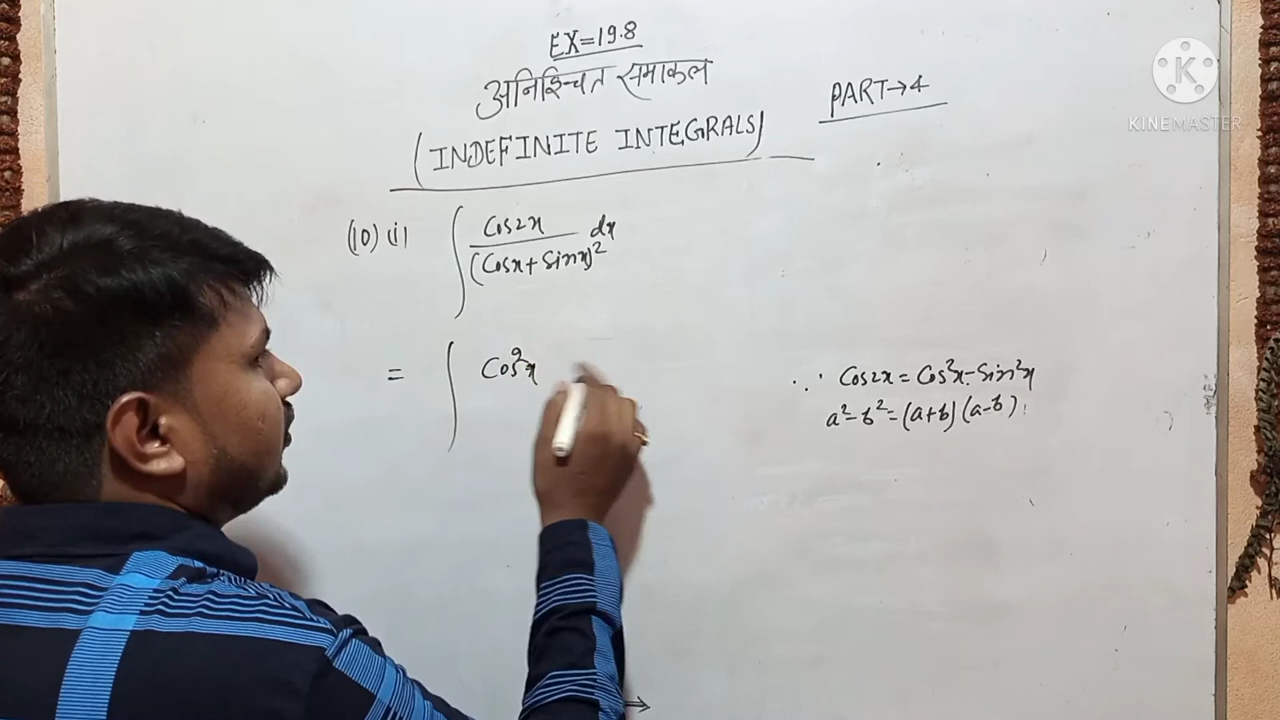 EX=19.8
अनिश्चित समाकल
PART→4
(INDEFINITE INTEGRALS)
(10) (i) ∫ Cos2x / (Cosx+Sinx)² dx
= ∫ Cos²x
∵ Cos2x = Cos²x-Sin²x
a²-b²=(a+b)(a-b)
→
K
KINEMASTER